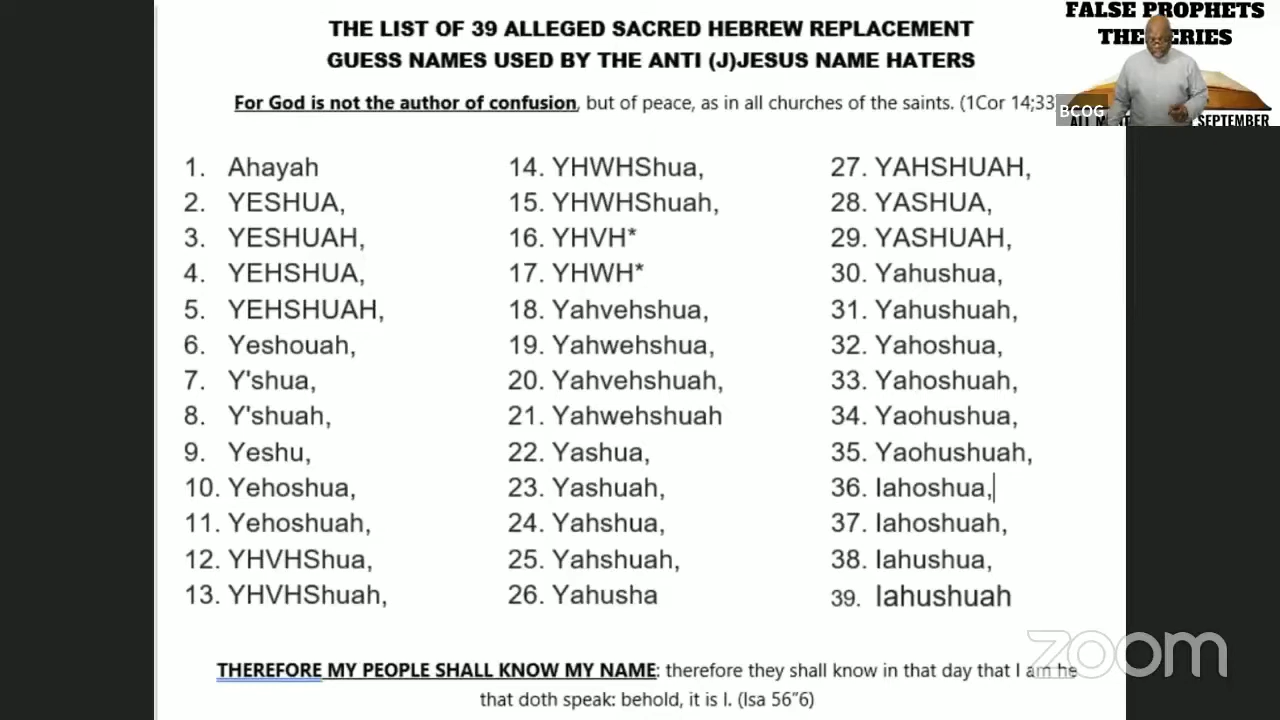 THE LIST OF 39 ALLEGED SACRED HEBREW REPLACEMENT
GUESS NAMES USED BY THE ANTI (J)JESUS NAME HATERS
For God is not the author of confusion, but of peace, as in all churches of the saints. (1Cor 14;33
1. Ahayah
2. YESHUA,
3. YESHUAH,
4. YEHSHUA,
5. YEHSHUAH,
6. Yeshouah,
7. Y'shua,
8. Y'shuah,
9. Yeshu,
10. Yehoshua,
11. Yehoshuah,
12. YHVHShua,
13. YHVHShuah,
14. YHWHShua,
15. YHWHShuah,
16. YHVH*
17. YHWH*
18. Yahvehshua,
19. Yahwehshua,
20. Yahvehshuah,
21. Yahwehshuah
22. Yashua,
23. Yashuah,
24. Yahshua,
25. Yahshuah,
26. Yahusha
27. YAHSHUAH,
28. YASHUA,
29. YASHUAH,
30. Yahushua,
31. Yahushuah,
32. Yahoshua,
33. Yahoshuah,
34. Yaohushua,
35. Yaohushuah,
36. Iahoshua,
37. Iahoshuah,
38. Iahushua,
39. Iahushuah
THEREFORE MY PEOPLE SHALL KNOW MY NAME: therefore they shall know in that day that I am he
that doth speak: behold, it is I. (Isa 56"6)
FALSE PROPHETS
BCOG
ALL SEPTEMBER
zoom